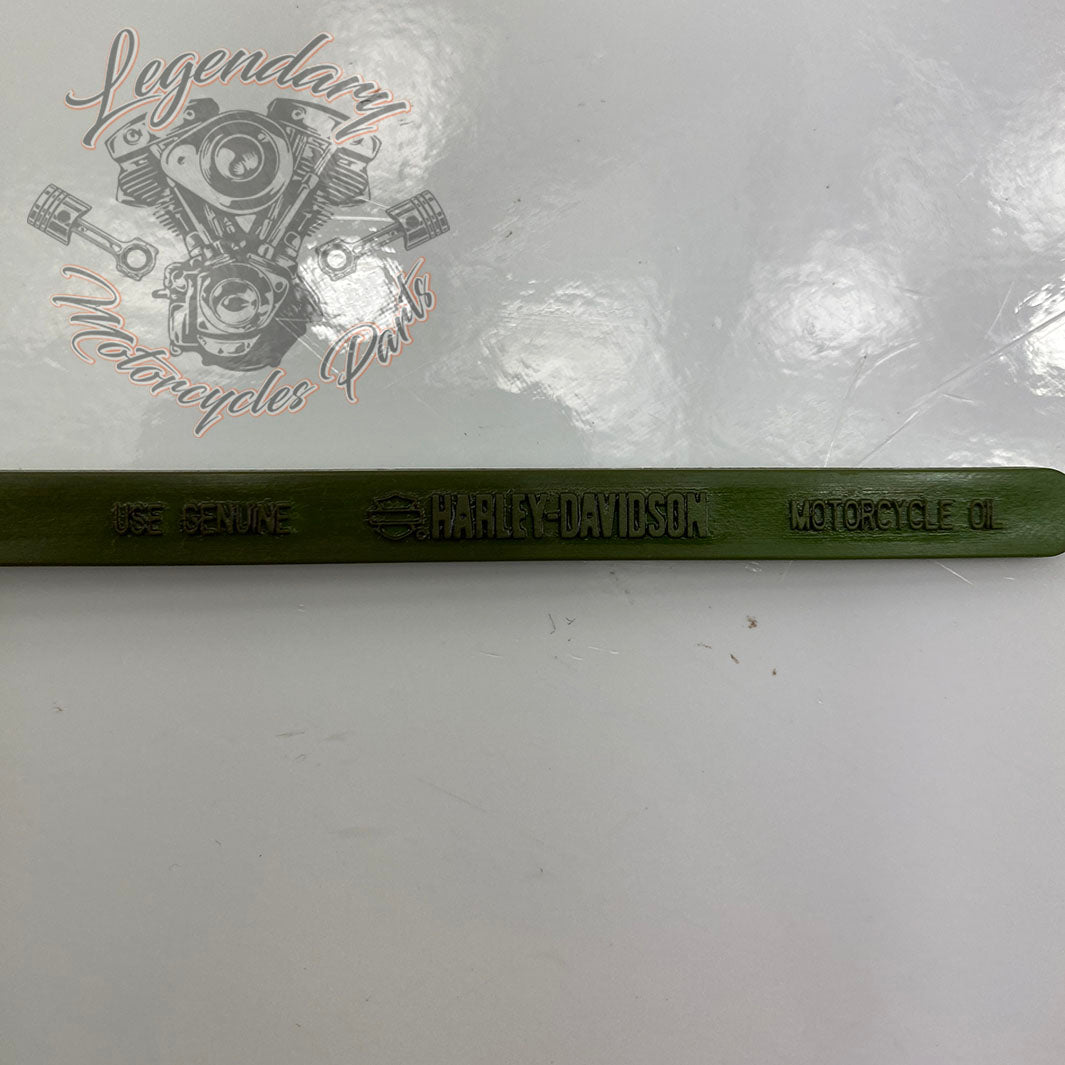 Legendary
Motorcycles Parts
USE GENUINE HARLEY-DAVIDSON MOTORCYCLE OIL